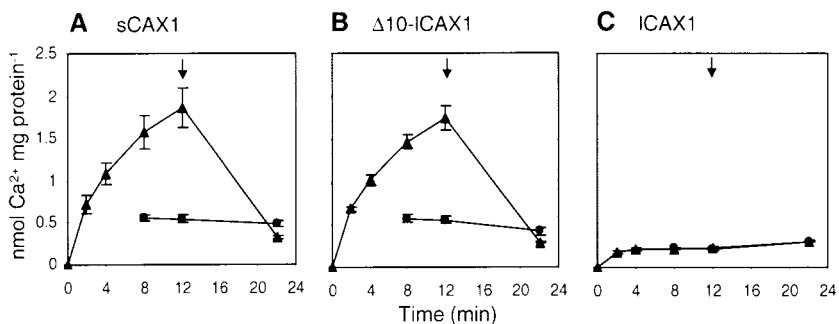 A sCAX1
B Δ10-lCAX1
C lCAX1
nmol Ca²⁺ mg protein⁻¹
2.5
2
1.5
1
0.5
0
0 4 8 12 16 20 24
0 4 8 12 16 20 24
0 4 8 12 16 20 24
Time (min)